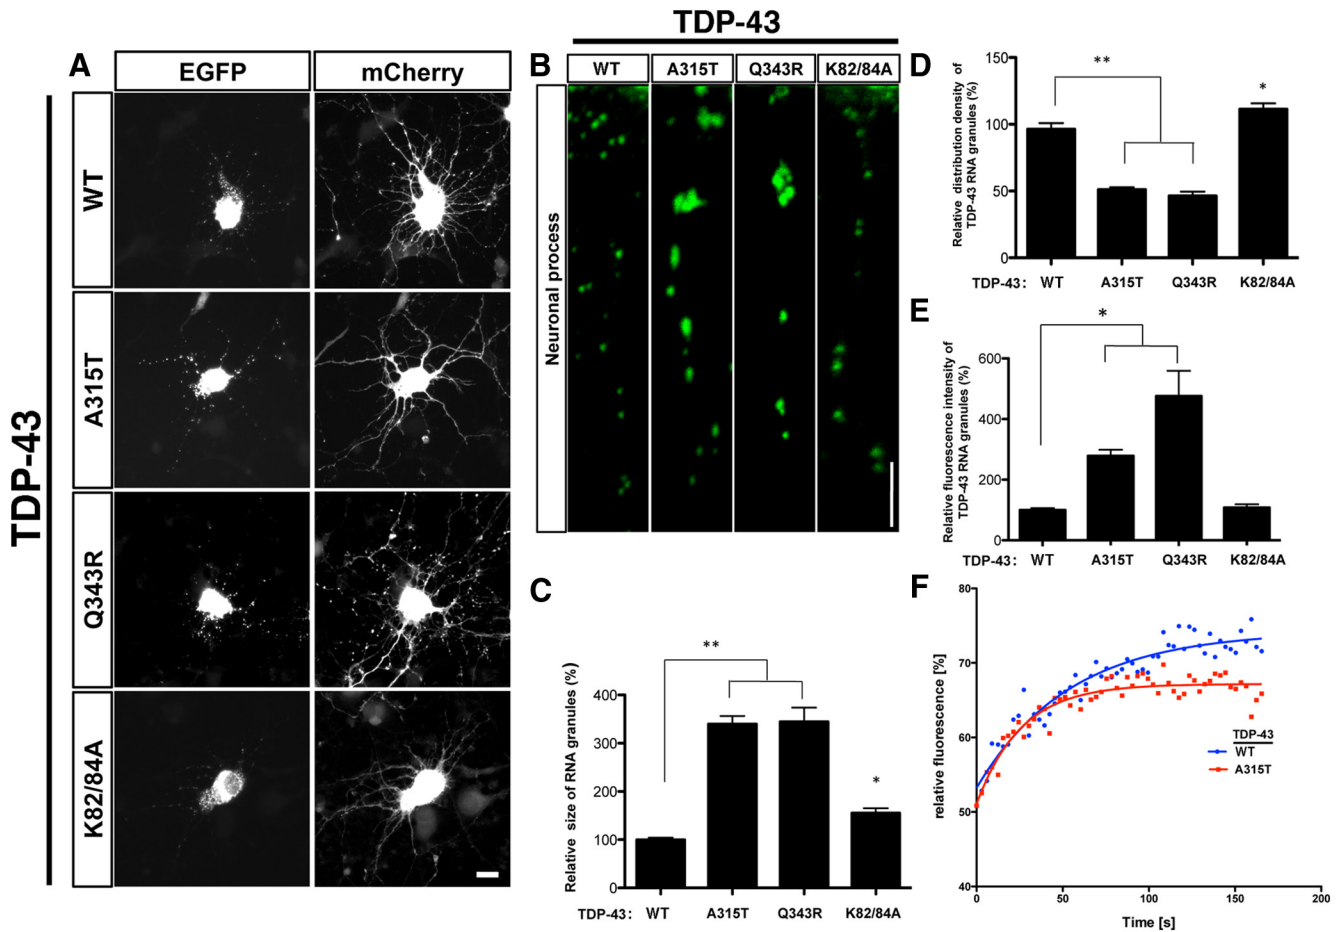 TDP-43
A
EGFP
mCherry
TDP-43
WT
A315T
Q343R
K82/84A
B
WT
A315T
Q343R
K82/84A
Neuronal process
C
Relative size of RNA granules (%)
400
300
200
100
0
**
*
TDP-43:
WT
A315T
Q343R
K82/84A
D
Relative distribution density of
TDP-43 RNA granules (%)
150
100
50
0
**
*
TDP-43:
WT
A315T
Q343R
K82/84A
E
Relative fluorescence intensity of
TDP-43 RNA granules (%)
600
400
200
0
*
TDP-43:
WT
A315T
Q343R
K82/84A
F
relative fluorescence [%]
80
70
60
50
40
TDP-43
WT
A315T
0
50
100
150
200
Time [s]